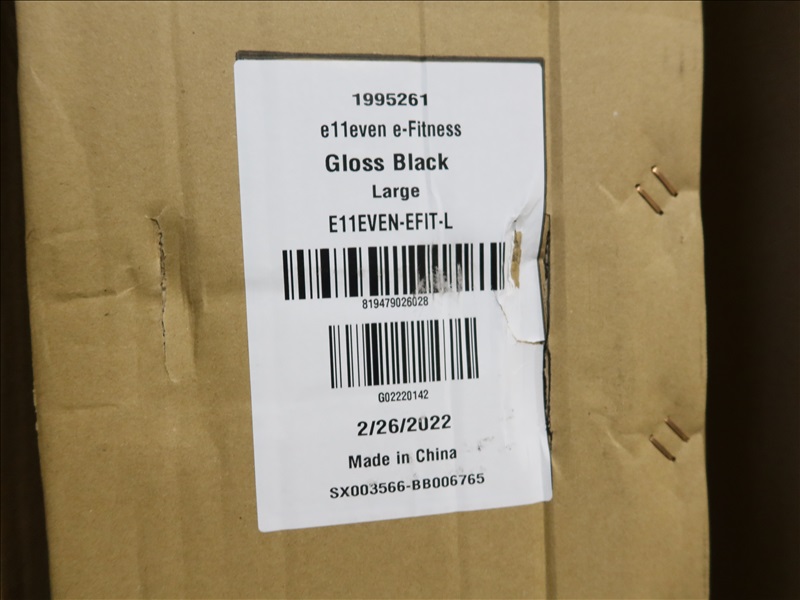 1995261
e11even e-Fitness
Gloss Black
Large
E11EVEN-EFIT-L
819479026028
G02220142
2/26/2022
Made in China
SX003566-BB006765